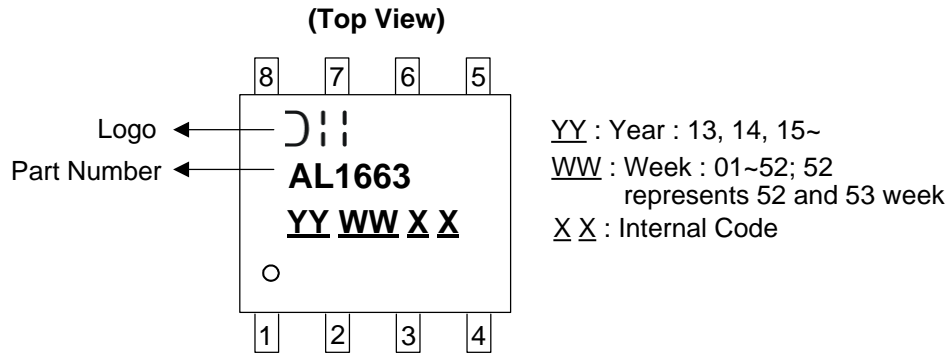 (Top View)
8 7 6 5
Logo
Part Number
AL1663
YY WW X X
1 2 3 4
YY : Year : 13, 14, 15~
WW : Week : 01~52; 52
represents 52 and 53 week
X X : Internal Code